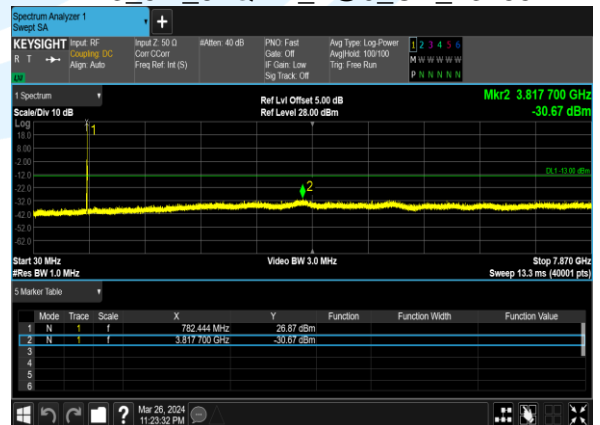 Spectrum Analyzer 1
Swept SA
+
KEYSIGHT
R T
LW
Input: RF
Coupling: DC
Align: Auto
Input Z: 50 Ω
Corr CCorr
Freq Ref: Int (S)
#Atten: 40 dB
PNO: Fast
Gate: Off
IF Gain: Low
Sig Track: Off
Avg Type: Log-Power
Avg|Hold: 100/100
Trig: Free Run
1 2 3 4 5 6
M W W W W W
P N N N N N
1 Spectrum
Scale/Div 10 dB
Ref Lvl Offset 5.00 dB
Ref Level 28.00 dBm
Mkr2 3.817 700 GHz
-30.67 dBm
Log
18.0
8.00
-2.00
-12.0
-22.0
-32.0
-42.0
-52.0
-62.0
1
2
DL1 -13.00 dBm
Start 30 MHz
#Res BW 1.0 MHz
Video BW 3.0 MHz
Stop 7.870 GHz
Sweep 13.3 ms (40001 pts)
5 Marker Table
Mode Trace Scale X Y Function Function Width Function Value
1 N 1 f 782.444 MHz 26.87 dBm
2 N 1 f 3.817 700 GHz -30.67 dBm
3
4
5
6
?
Mar 26, 2024
11:23:32 PM